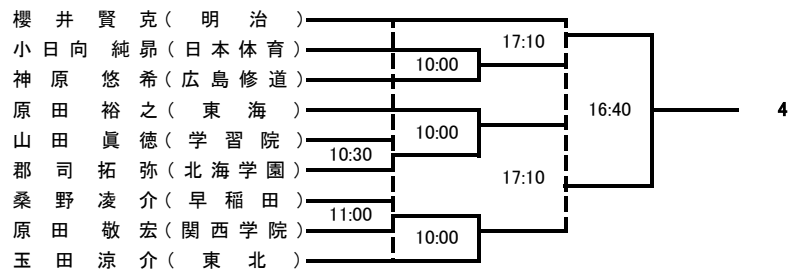 櫻井賢克(明治)
17:10
小日向純昴(日本体育)
10:00
神原悠希(広島修道)
原田裕之(東海)
16:40
4
山田眞徳(学習院)
10:00
10:30
郡司拓弥(北海学園)
17:10
桑野凌介(早稲田)
11:00
原田敬宏(関西学院)
10:00
玉田涼介(東北)